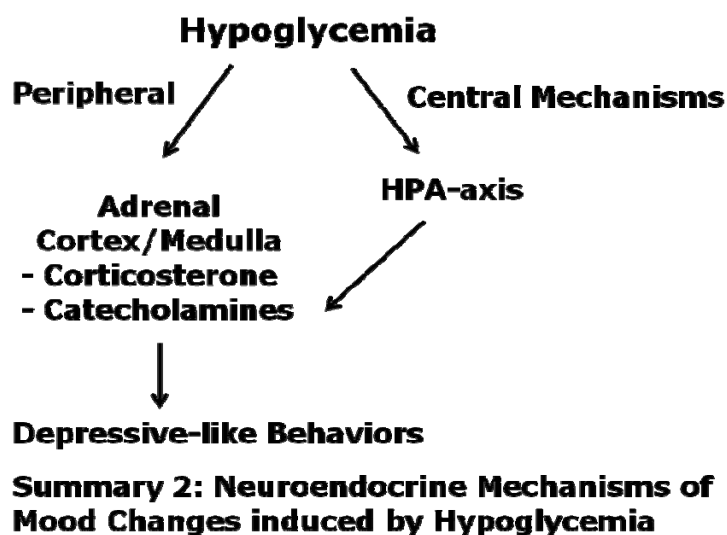 Hypoglycemia
Peripheral
Central Mechanisms
HPA-axis
Adrenal
Cortex/Medulla
- Corticosterone
- Catecholamines
Depressive-like Behaviors
Summary 2: Neuroendocrine Mechanisms of
Mood Changes induced by Hypoglycemia